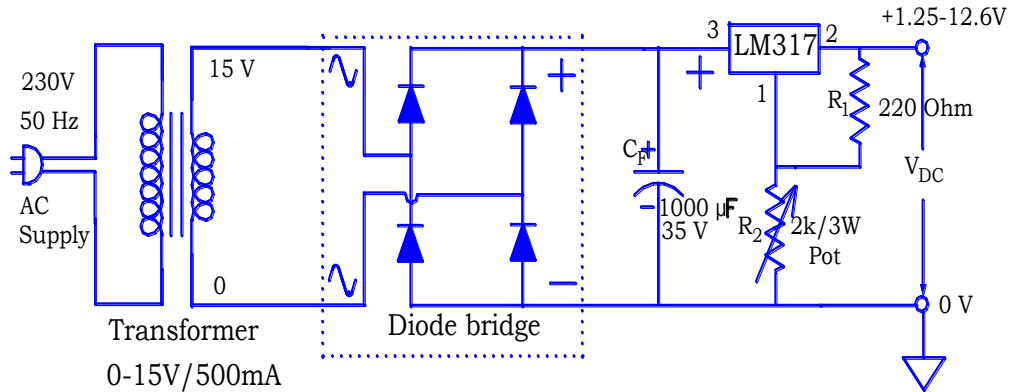 +1.25-12.6V
3
LM317
2
230V
50 Hz
AC
Supply
15 V
0
Transformer
0-15V/500mA
Diode bridge
+
−
+
1
R1
220 Ohm
CF
+
-
1000 µF
35 V
R2
2k/3W
Pot
VDC
0 V